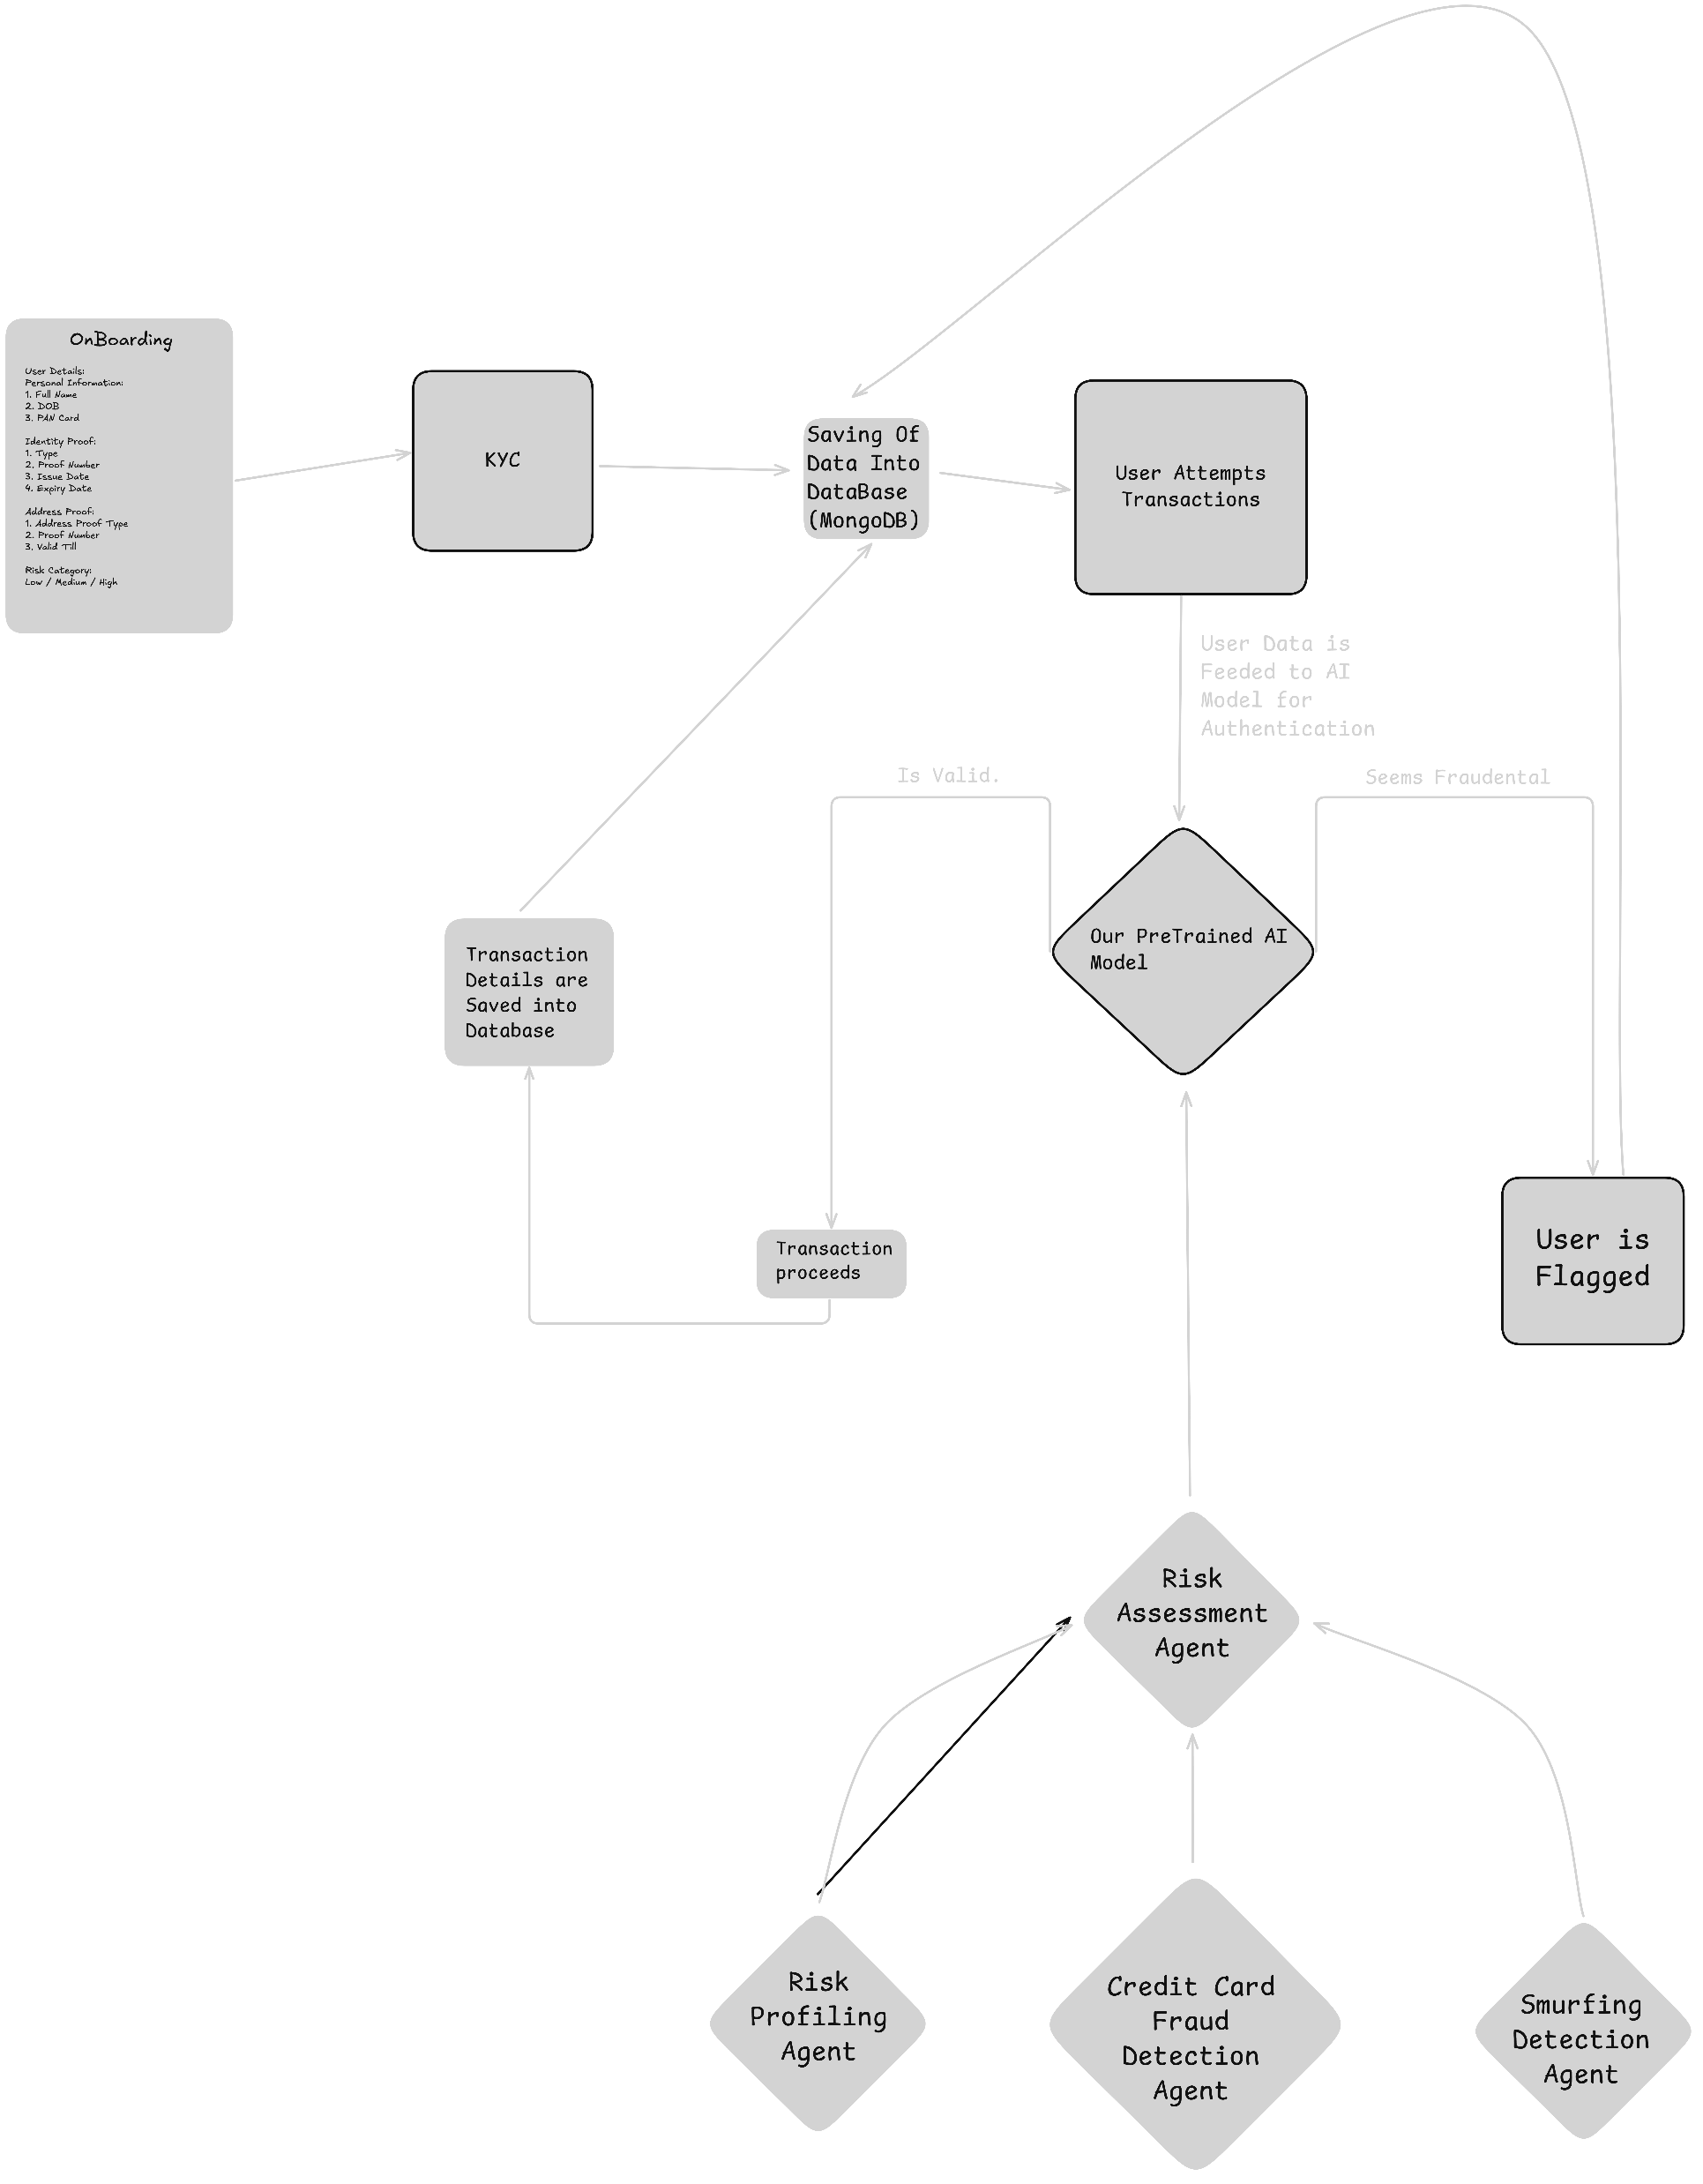 OnBoarding
User Details:
Personal Information:
1. Full Name
2. DOB
3. PAN Card
Identity Proof:
1. Type
2. Proof Number
3. Issue Date
4. Expiry Date
Address Proof:
1. Address Proof Type
2. Proof Number
3. Valid Till
Risk Category:
Low / Medium / High
KYC
Saving Of
Data Into
DataBase
(MongoDB)
User Attempts
Transactions
User Data is
Feeded to AI
Model for
Authentication
Is Valid.
Seems Fraudental
Our PreTrained AI
Model
Transaction
Details are
Saved into
Database
Transaction
proceeds
User is
Flagged
Risk
Assessment
Agent
Risk
Profiling
Agent
Credit Card
Fraud
Detection
Agent
Smurfing
Detection
Agent